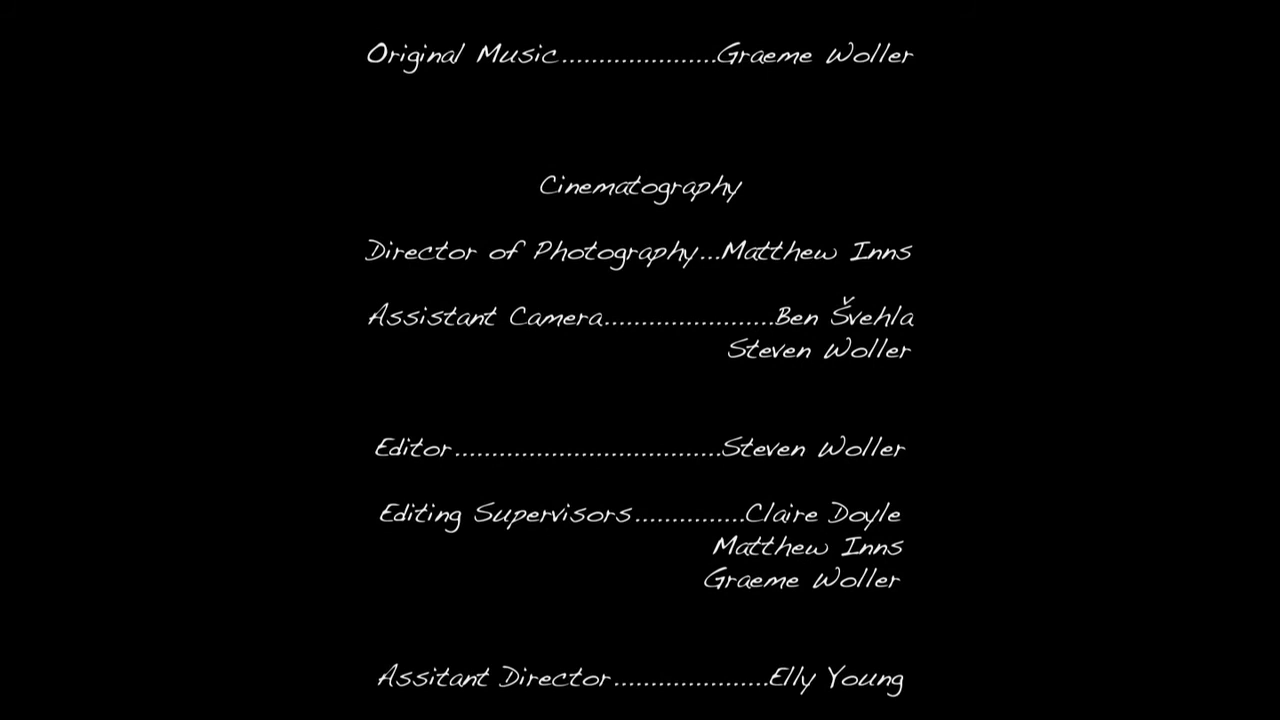 Original Music.....................Graeme Woller
Cinematography
Director of Photography...Matthew Inns
Assistant Camera.......................Ben Švehla
Steven Woller
Editor....................................Steven Woller
Editing Supervisors...............Claire Doyle
Matthew Inns
Graeme Woller
Assitant Director.....................Elly Young